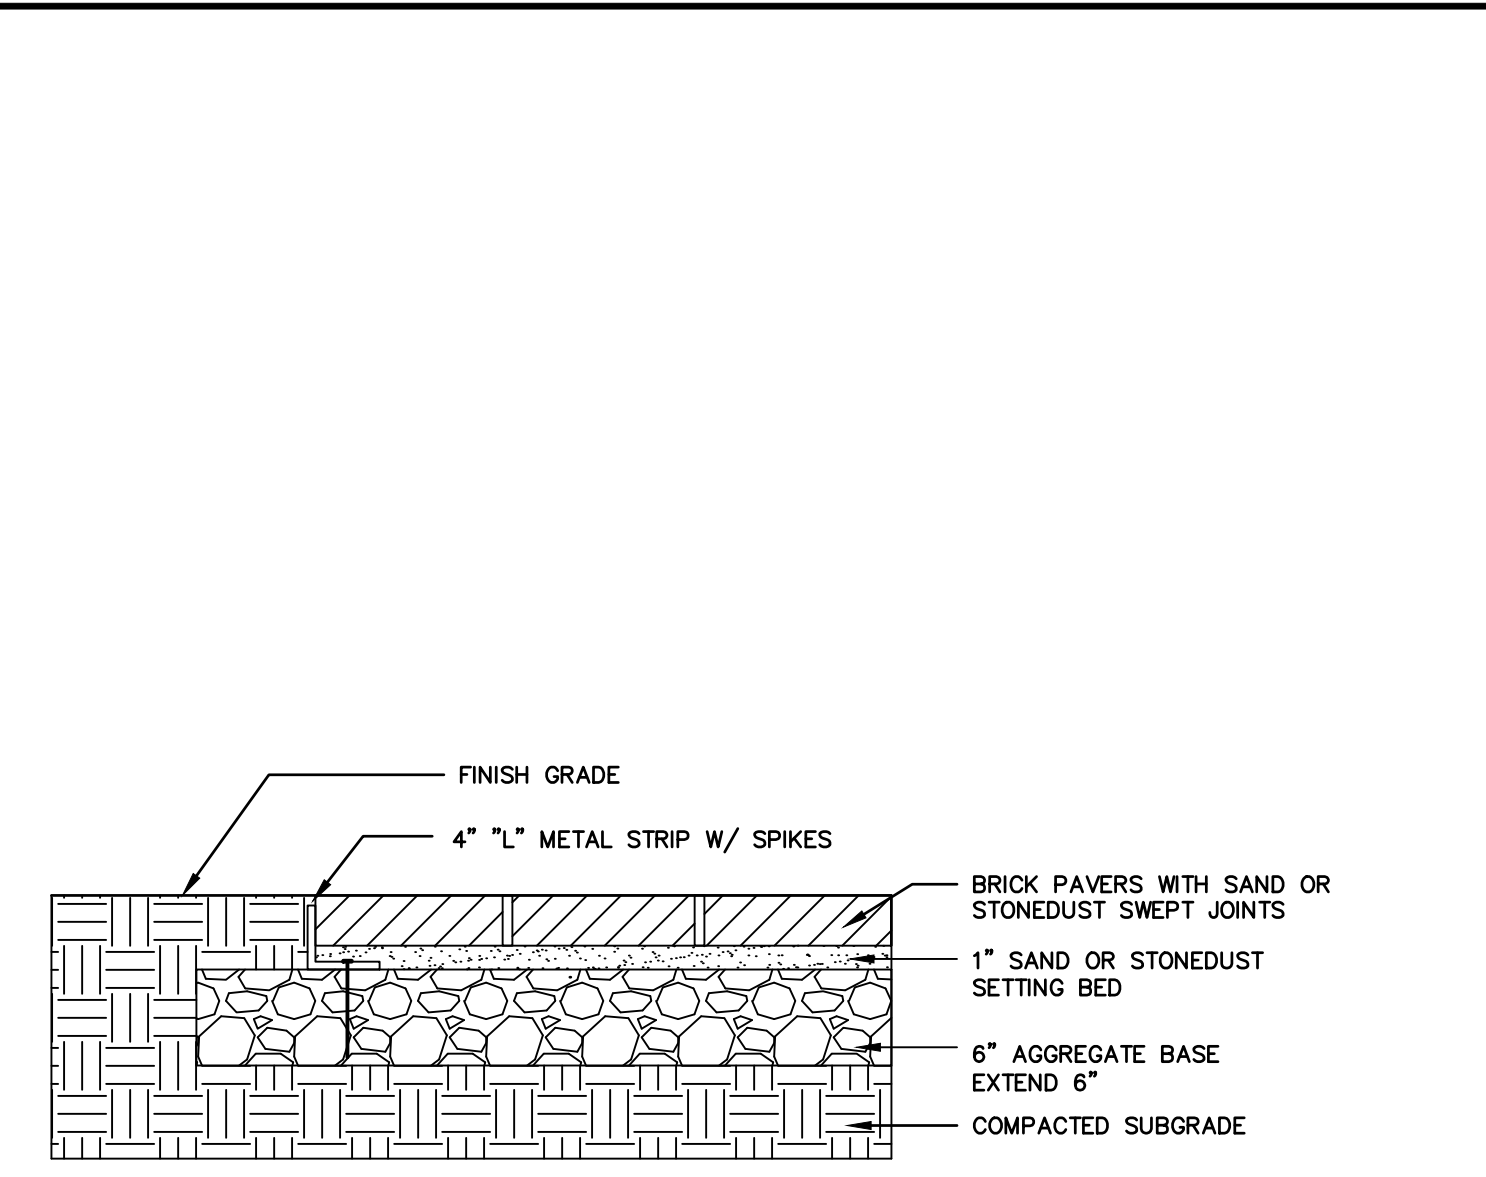 FINISH GRADE
4” ”L” METAL STRIP W/ SPIKES
BRICK PAVERS WITH SAND OR
STONEDUST SWEPT JOINTS
1” SAND OR STONEDUST
SETTING BED
6” AGGREGATE BASE
EXTEND 6”
COMPACTED SUBGRADE